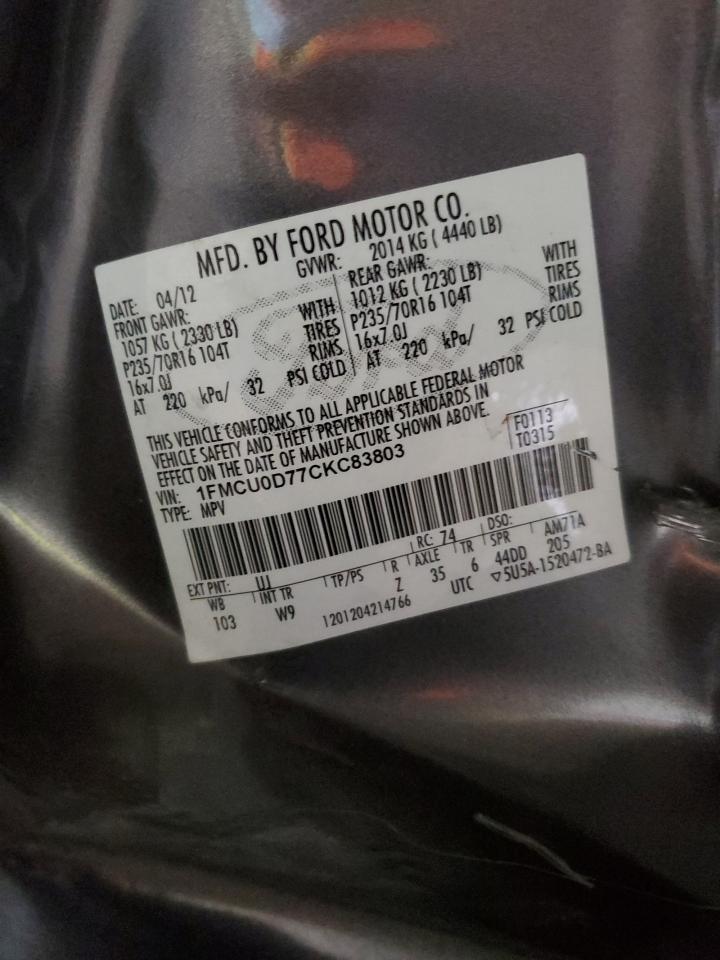 MFD. BY FORD MOTOR CO.
DATE: 04/12
GVWR: 2014 KG ( 4440 LB)
FRONT GAWR:
1057 KG ( 2330 LB) WITH
P235/70R16 104T TIRES
16x7.0J RIMS
AT 220 kPa/ 32 PSI COLD
REAR GAWR:
1012 KG ( 2230 LB) WITH
P235/70R16 104T TIRES
16x7.0J RIMS
AT 220 kPa/ 32 PSI COLD
THIS VEHICLE CONFORMS TO ALL APPLICABLE FEDERAL MOTOR
VEHICLE SAFETY AND THEFT PREVENTION STANDARDS IN
EFFECT ON THE DATE OF MANUFACTURE SHOWN ABOVE.
VIN: 1FMCU0D77CKC83803
TYPE: MPV
F0113
T0315
EXT PNT: UJ RC: 74 DSO:
WB INT TR TP/PS R AXLE TR SPR AM71A
103 W9 Z 35 6 44DD 205
1201204214766 UTC ▽5U5A-1520472-BA